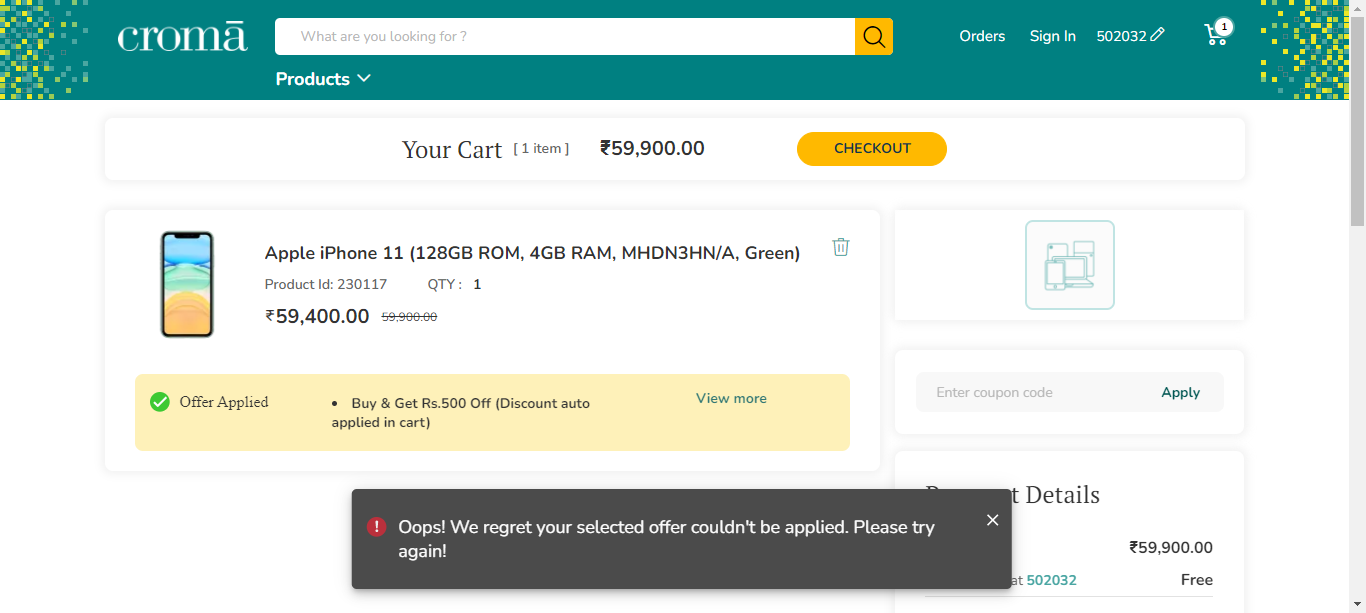 cromā
What are you looking for ?
Orders
Sign In
502032
1
Products
Your Cart [ 1 item ] ₹59,900.00
CHECKOUT
Apple iPhone 11 (128GB ROM, 4GB RAM, MHDN3HN/A, Green)
Product Id: 230117 QTY : 1
₹59,400.00 59,900.00
Offer Applied
• Buy & Get Rs.500 Off (Discount auto
applied in cart)
View more
Enter coupon code
Apply
Details
₹59,900.00
at 502032 Free
Oops! We regret your selected offer couldn't be applied. Please try
again!